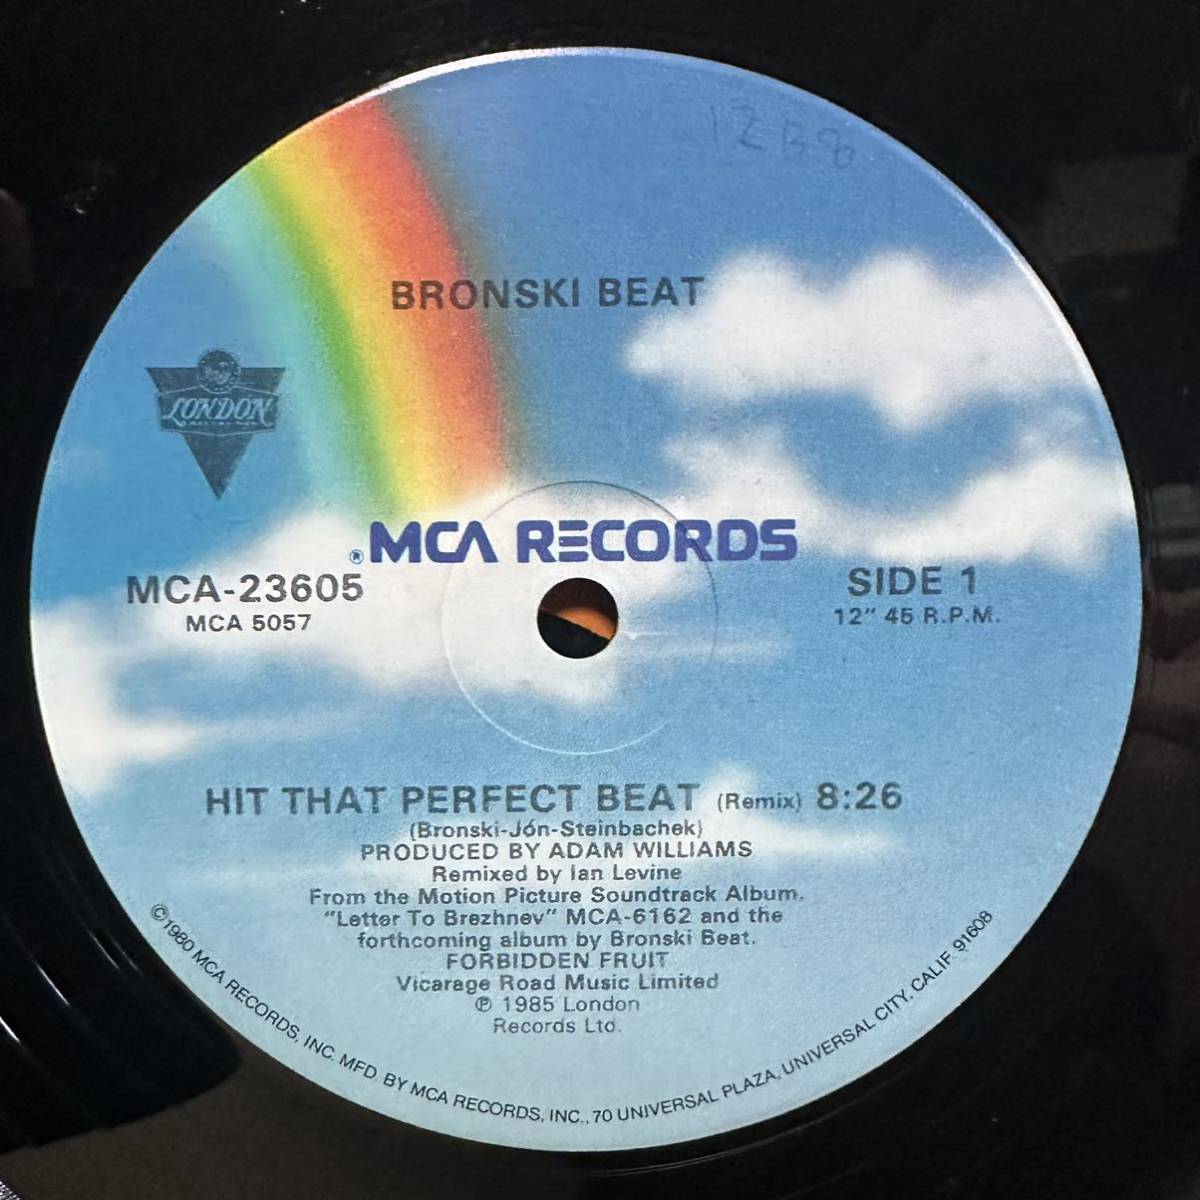 12B8
BRONSKI BEAT
LONDON
® MCA RECORDS
MCA-23605
MCA 5057
SIDE 1
12" 45 R.P.M.
HIT THAT PERFECT BEAT (Remix) 8:26
(Bronski-Jón-Steinbachek)
PRODUCED BY ADAM WILLIAMS
Remixed by Ian Levine
From the Motion Picture Soundtrack Album.
"Letter To Brezhnev" MCA-6162 and the
forthcoming album by Bronski Beat.
FORBIDDEN FRUIT
Vicarage Road Music Limited
℗ 1985 London
Records Ltd.
©1980 MCA RECORDS, INC. MFD. BY MCA RECORDS, INC., 70 UNIVERSAL PLAZA, UNIVERSAL CITY, CALIF. 91608